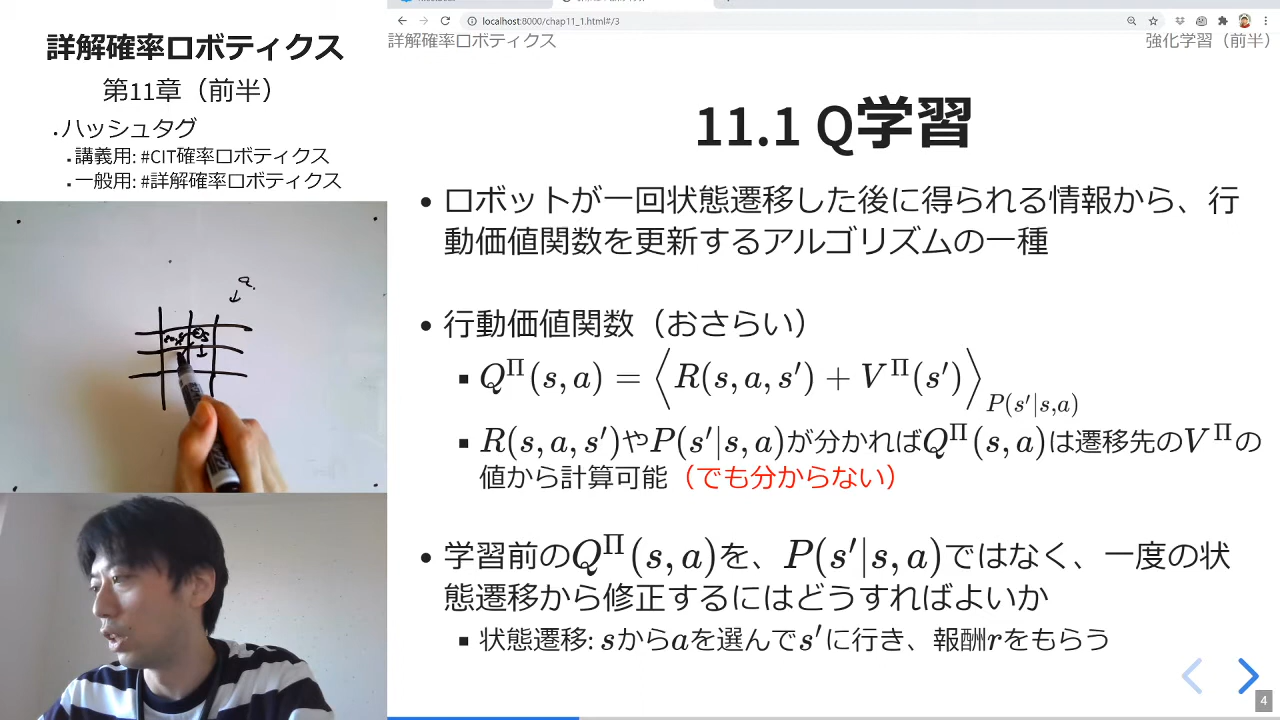 localhost:8000/chap11_1.html#/3
詳解確率ロボティクス
第11章（前半）
・ハッシュタグ
▪講義用: #CIT確率ロボティクス
▪一般用: #詳解確率ロボティクス
詳解確率ロボティクス
強化学習（前半）
11.1 Q学習
• ロボットが一回状態遷移した後に得られる情報から、行
動価値関数を更新するアルゴリズムの一種
• 行動価値関数（おさらい）
▪ Q^Π(s, a) = ⟨R(s, a, s′) + V^Π(s′)⟩_{P(s′|s,a)}
▪ R(s, a, s′)やP(s′|s, a)が分かればQ^Π(s, a)は遷移先のV^Πの
値から計算可能（でも分からない）
• 学習前のQ^Π(s, a)を、P(s′|s, a)ではなく、一度の状
態遷移から修正するにはどうすればよいか
▪ 状態遷移: sからaを選んでs′に行き、報酬rをもらう
4
a